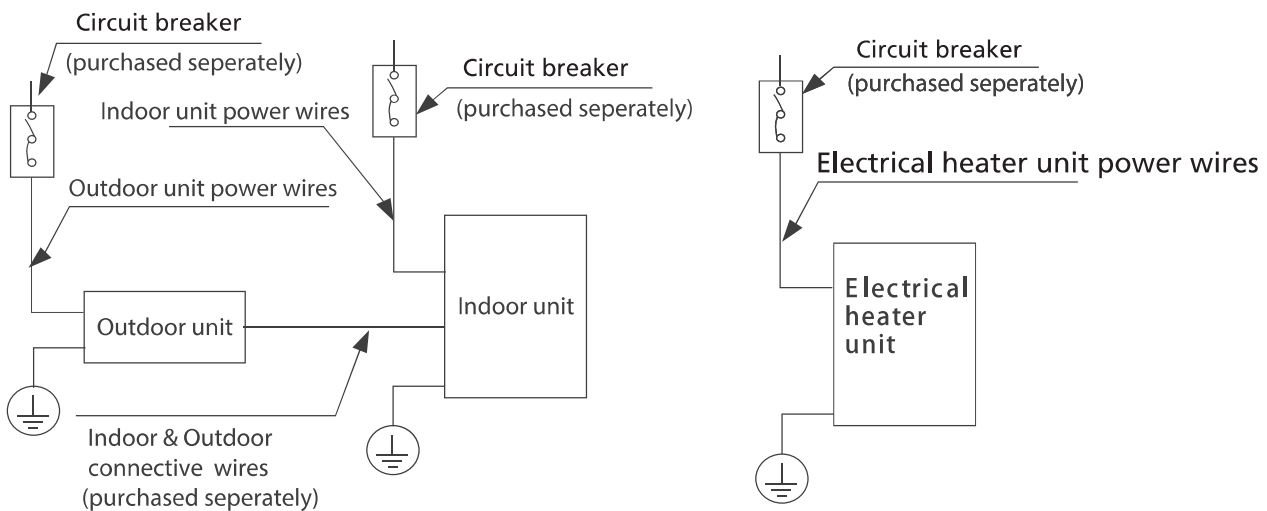 Circuit breaker
(purchased seperately)
Circuit breaker
(purchased seperately)
Indoor unit power wires
Outdoor unit power wires
Outdoor unit
Indoor unit
Indoor & Outdoor
connective wires
(purchased seperately)
Circuit breaker
(purchased seperately)
Electrical heater unit power wires
Electrical
heater
unit